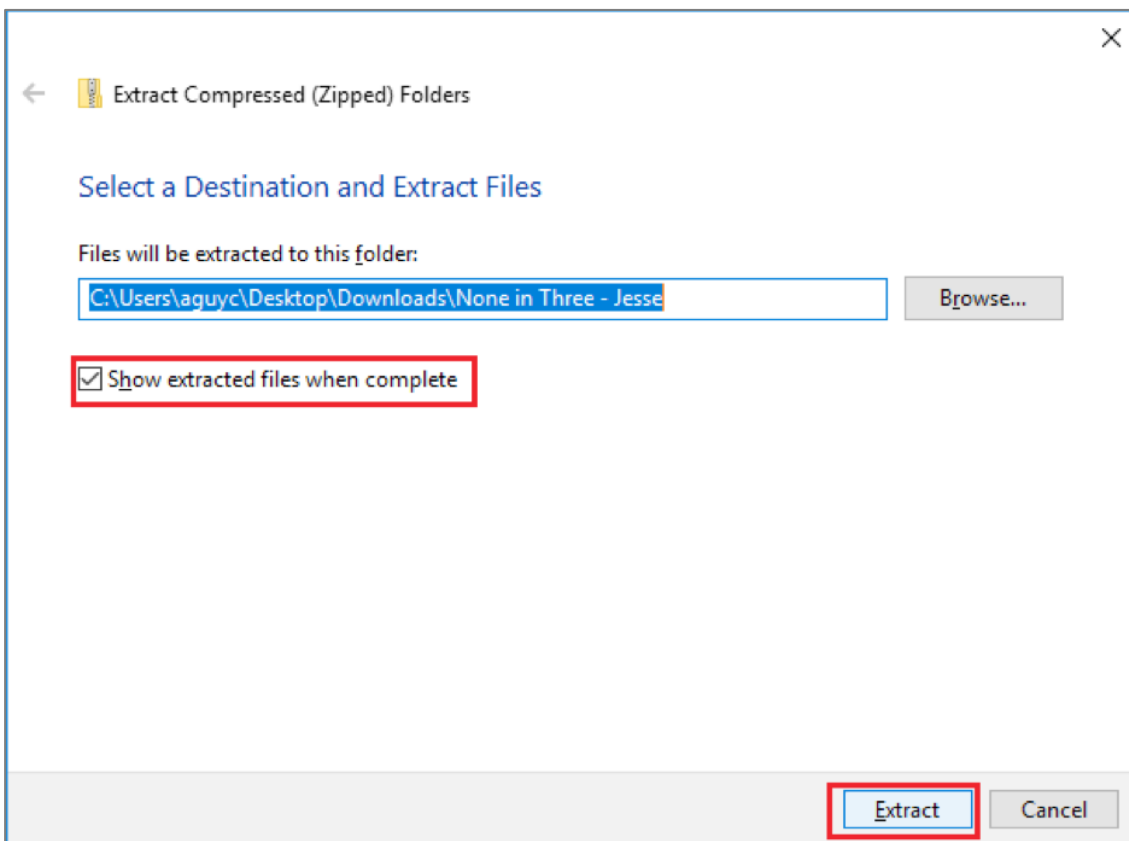 Extract Compressed (Zipped) Folders
Select a Destination and Extract Files
Files will be extracted to this folder:
C:\Users\aguyc\Desktop\Downloads\None in Three - Jesse
Browse...
Show extracted files when complete
Extract
Cancel